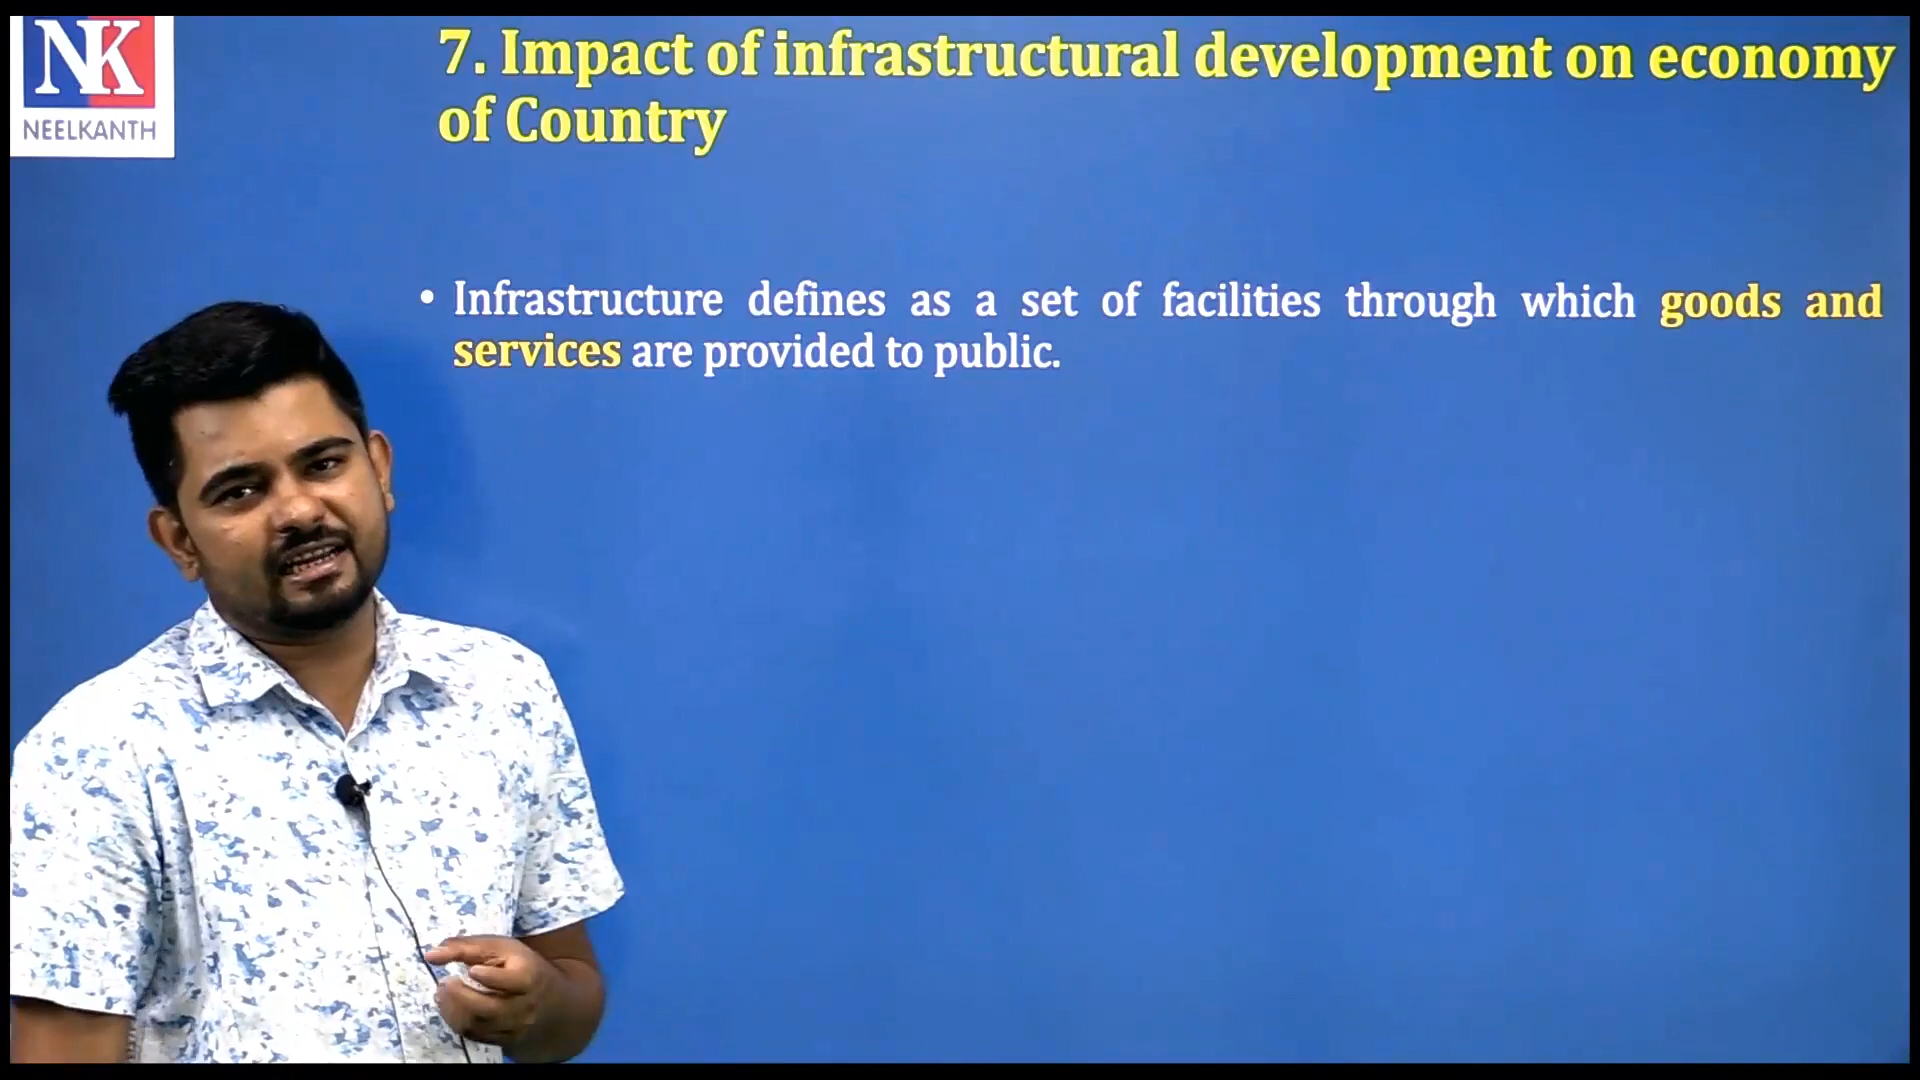 NK
NEELKANTH
7. Impact of infrastructural development on economy
of Country
• Infrastructure defines as a set of facilities through which goods and
services are provided to public.